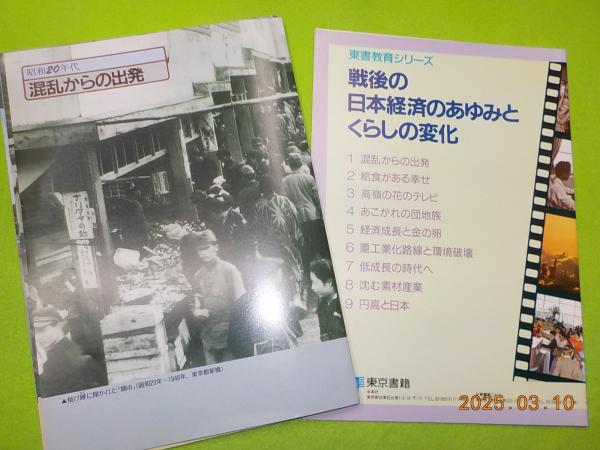 昭和20年代
混乱からの出発
▲焼け跡に開かれた「闇市」(昭和23年—1948年、東京都新橋)
東書教育シリーズ
戦後の
日本経済のあゆみと
くらしの変化
1 混乱からの出発
2 給食がある幸せ
3 高嶺の花のテレビ
4 あこがれの団地族
5 経済成長と金の卵
6 重工業化路線と環境破壊
7 低成長の時代へ
8 沈む素材産業
9 円高と日本
東京書籍
2025.03.10